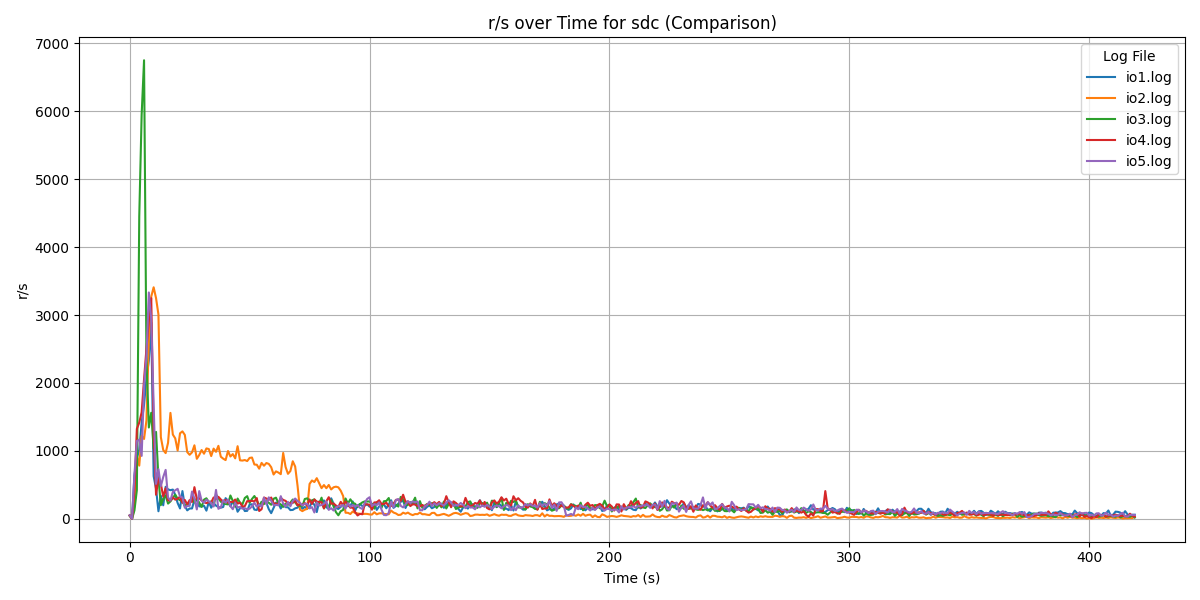 r/s over Time for sdc (Comparison)
7000
6000
5000
4000
3000
2000
1000
0
r/s
Log File
io1.log
io2.log
io3.log
io4.log
io5.log
0 100 200 300 400
Time (s)